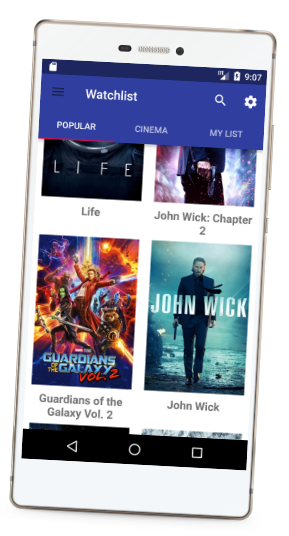 9:07
Watchlist
POPULAR
CINEMA
MY LIST
LIFE
Life
John Wick: Chapter
2
GUARDIANS
OF THE GALAXY
VOL. 2
Guardians of the
Galaxy Vol. 2
JOHN WICK
John Wick